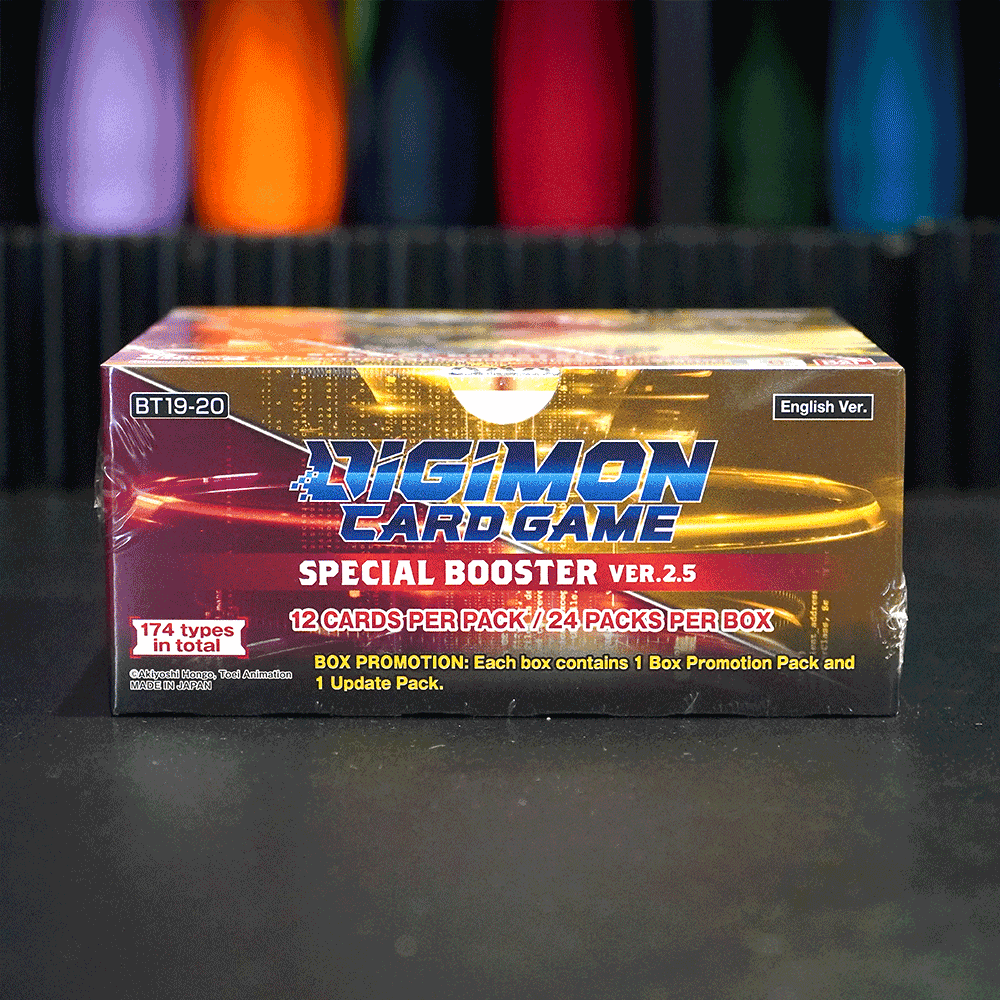 BT19-20
English Ver.
DIGIMON
CARD GAME
SPECIAL BOOSTER VER.2.5
12 CARDS PER PACK / 24 PACKS PER BOX
174 types
in total
BOX PROMOTION: Each box contains 1 Box Promotion Pack and
1 Update Pack.
©Akiyoshi Hongo, Toei Animation
MADE IN JAPAN